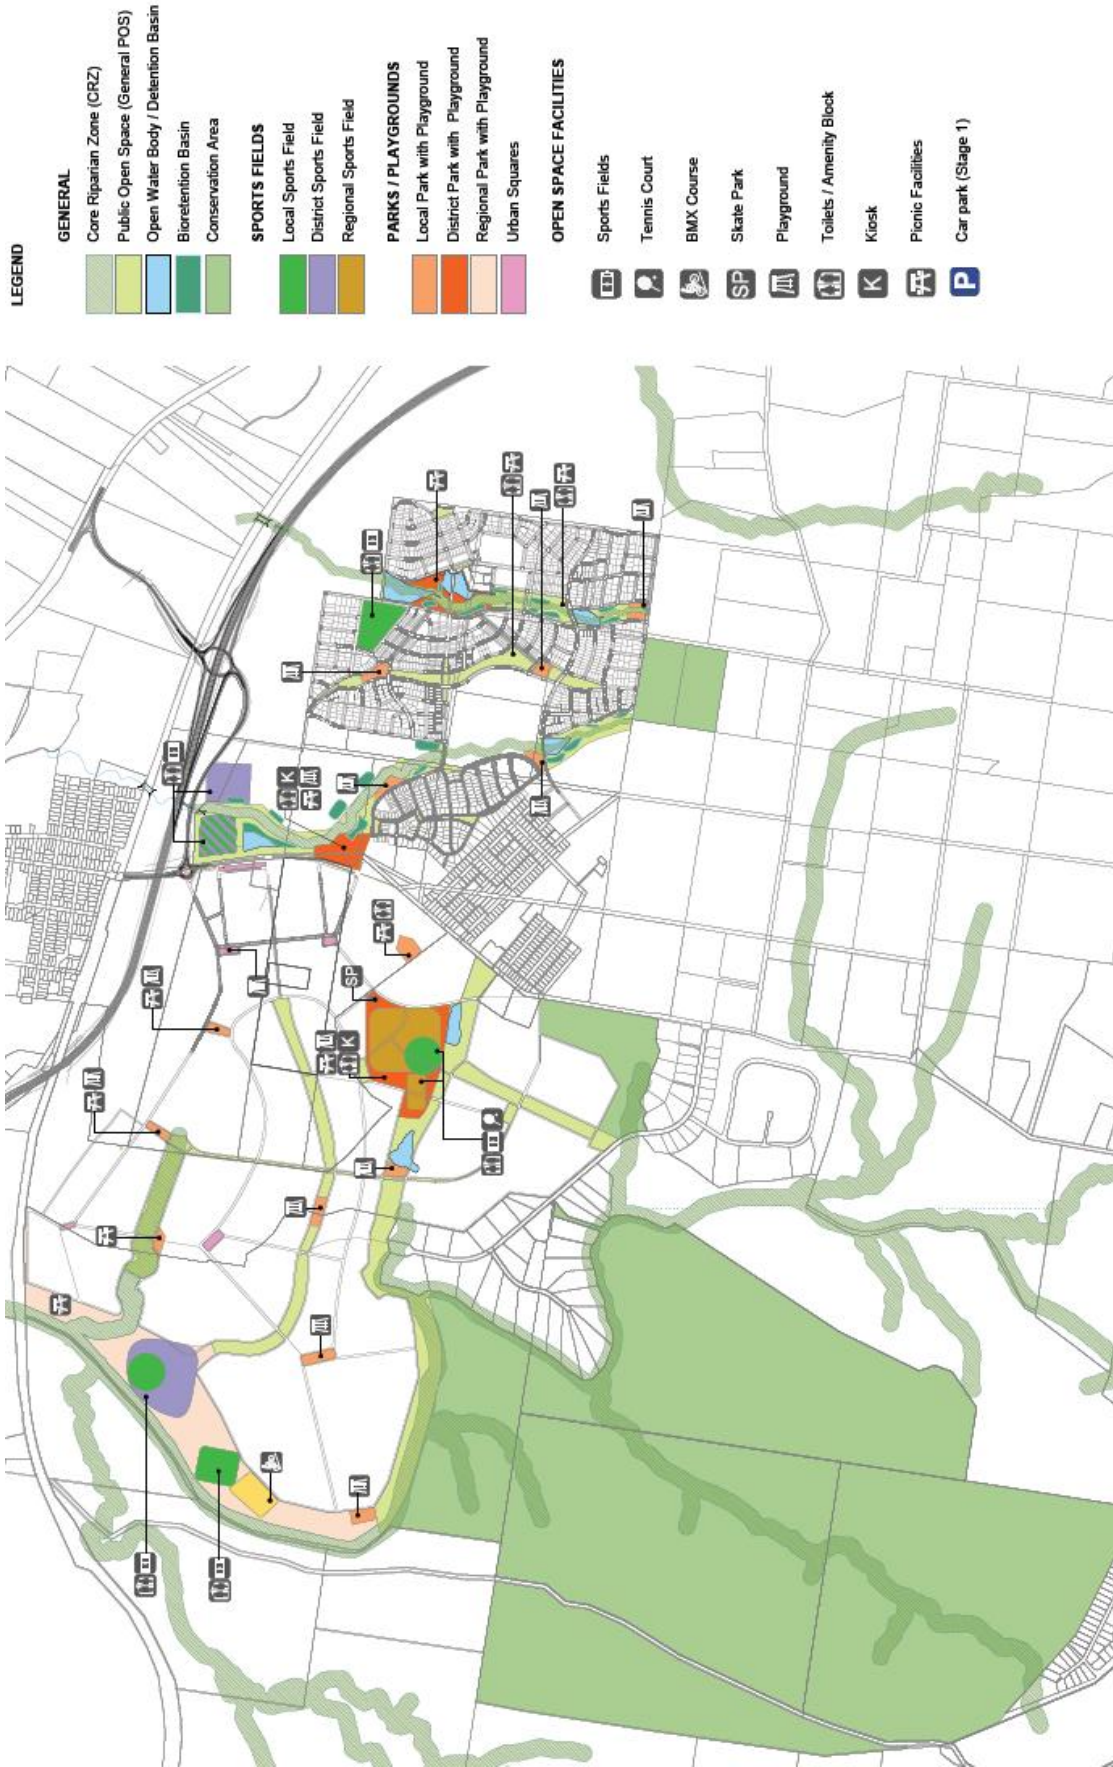 LEGEND
GENERAL
Core Riparian Zone (CRZ)
Public Open Space (General POS)
Open Water Body / Detention Basin
Bioretention Basin
Conservation Area
SPORTS FIELDS
Local Sports Field
District Sports Field
Regional Sports Field
PARKS / PLAYGROUNDS
Local Park with Playground
District Park with Playground
Regional Park with Playground
Urban Squares
OPEN SPACE FACILITIES
Sports Fields
Tennis Court
BMX Course
SP Skate Park
Playground
Toilets / Amenity Block
K Kiosk
Picnic Facilities
P Car park (Stage 1)
K
SP
K